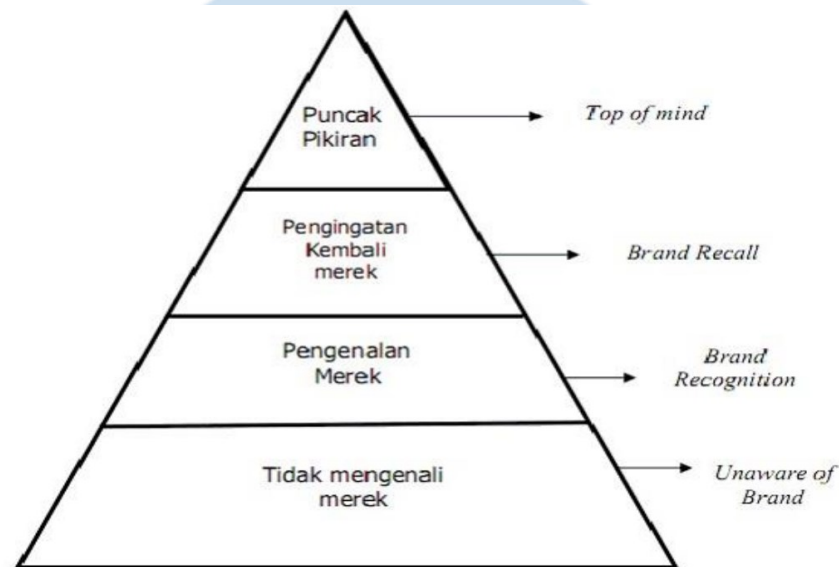 Puncak
Pikiran
Top of mind
Pengingatan
Kembali
merek
Brand Recall
Pengenalan
Merek
Brand
Recognition
Tidak mengenali
merek
Unaware of
Brand